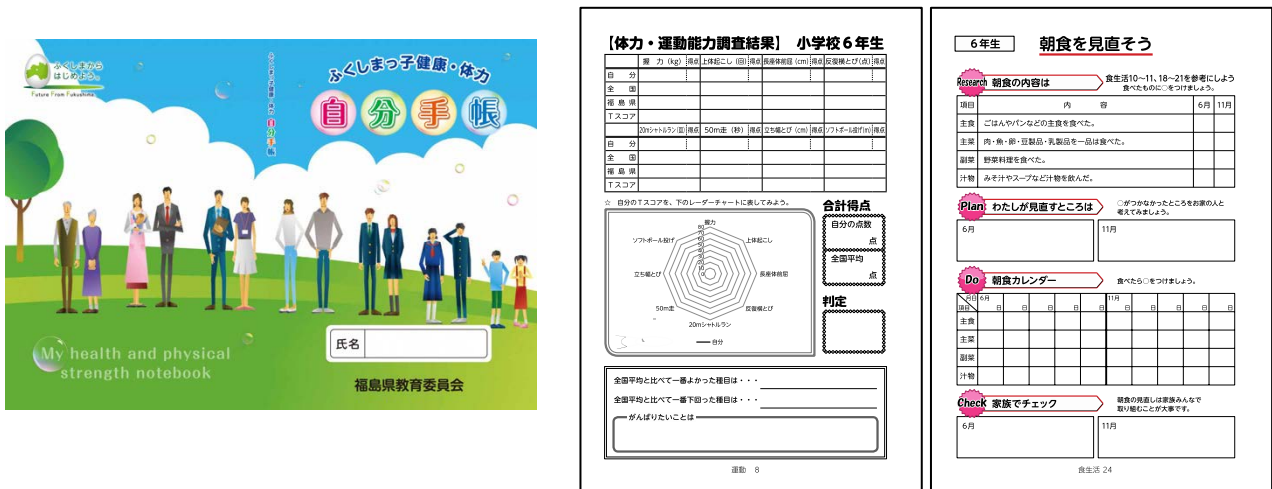 ふくしまから
はじめよう。
Future From Fukushima.
ふくしまっ子健康・体力
自分手帳
ふくしまっ子健康・体力
自分手帳
氏名
My health and physical
strength notebook
福島県教育委員会
【体力・運動能力調査結果】 小学校6年生
握 力 (kg) 得点 上体起こし (回) 得点 長座体前屈 (cm) 得点 反復横とび(点) 得点
自 分
全 国
福 島 県
Tスコア
20mシャトルラン(回) 得点 50m走 (秒) 得点 立ち幅とび (cm) 得点 ソフトボール投げ(m) 得点
自 分
全 国
福 島 県
Tスコア
☆ 自分のTスコアを、下のレーダーチャートに表してみよう。
握力
上体起こし
長座体前屈
反復横とび
20mシャトルラン
50m走
立ち幅とび
ソフトボール投げ
80
70
60
50
40
30
20
10
0
自分
合計得点
自分の点数
点
全国平均
点
判定
全国平均と比べて一番よかった種目は・・・
全国平均と比べて一番下回った種目は・・・
がんばりたいことは
運動 8
6年生 朝食を見直そう
Research 朝食の内容は
食生活10~11、18~21を参考にしよう
食べたものに○をつけましょう。
項目 内 容 6月 11月
主食 ごはんやパンなどの主食を食べた。
主菜 肉・魚・卵・豆製品・乳製品を一品は食べた。
副菜 野菜料理を食べた。
汁物 みそ汁やスープなど汁物を飲んだ。
Plan わたしが見直すところは
○がつかなかったところをお家の人と
考えてみましょう。
6月 11月
Do 朝食カレンダー 食べたら○をつけましょう。
月日 6月 11月
項目 日 日 日 日 日 日 日 日 日 日
主食
主菜
副菜
汁物
Check 家族でチェック
朝食の見直しは家族みんなで
取り組むことが大事です。
6月 11月
食生活 24